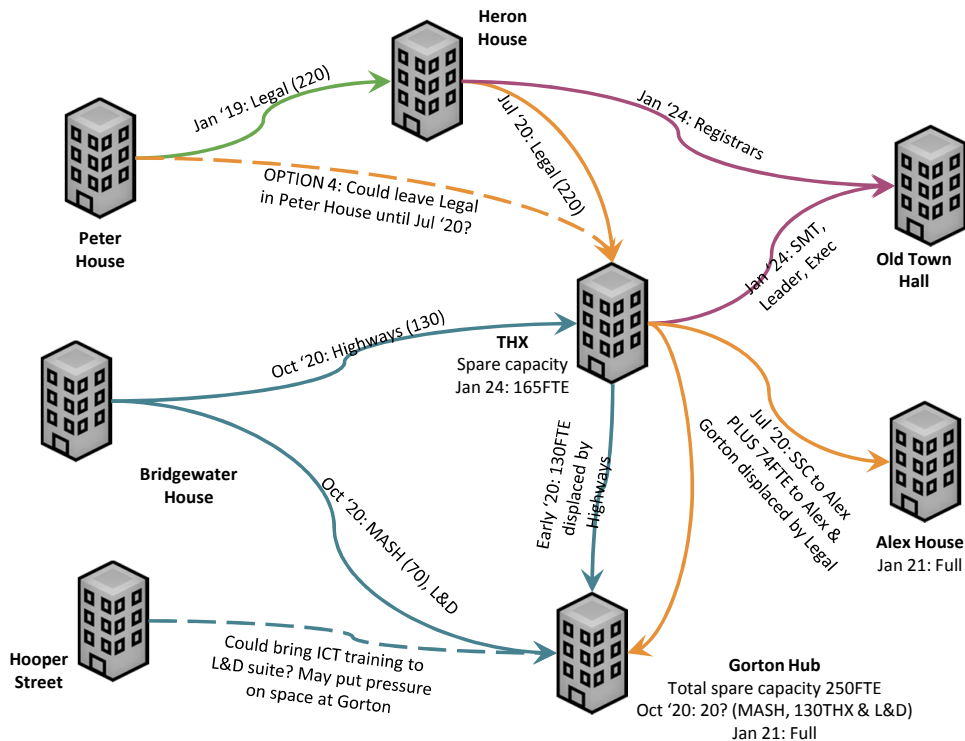 Heron
House
Jan ‘19: Legal (220)
Jul ‘20: Legal (220)
Jan ‘24: Registrars
OPTION 4: Could leave Legal
in Peter House until Jul ‘20?
Peter
House
Old Town
Hall
Jan ‘24: SMT,
Leader, Exec
Oct ‘20: Highways (130)
THX
Spare capacity
Jan 24: 165FTE
Bridgewater
House
Oct ‘20: MASH (70), L&D
Early ‘20: 130FTE
displaced by
Highways
Jul ‘20: SSC to Alex
PLUS 74FTE to Alex &
Gorton displaced by Legal
Alex House
Jan 21: Full
Hooper
Street
Could bring ICT training to
L&D suite? May put pressure
on space at Gorton
Gorton Hub
Total spare capacity 250FTE
Oct ‘20: 20? (MASH, 130THX & L&D)
Jan 21: Full